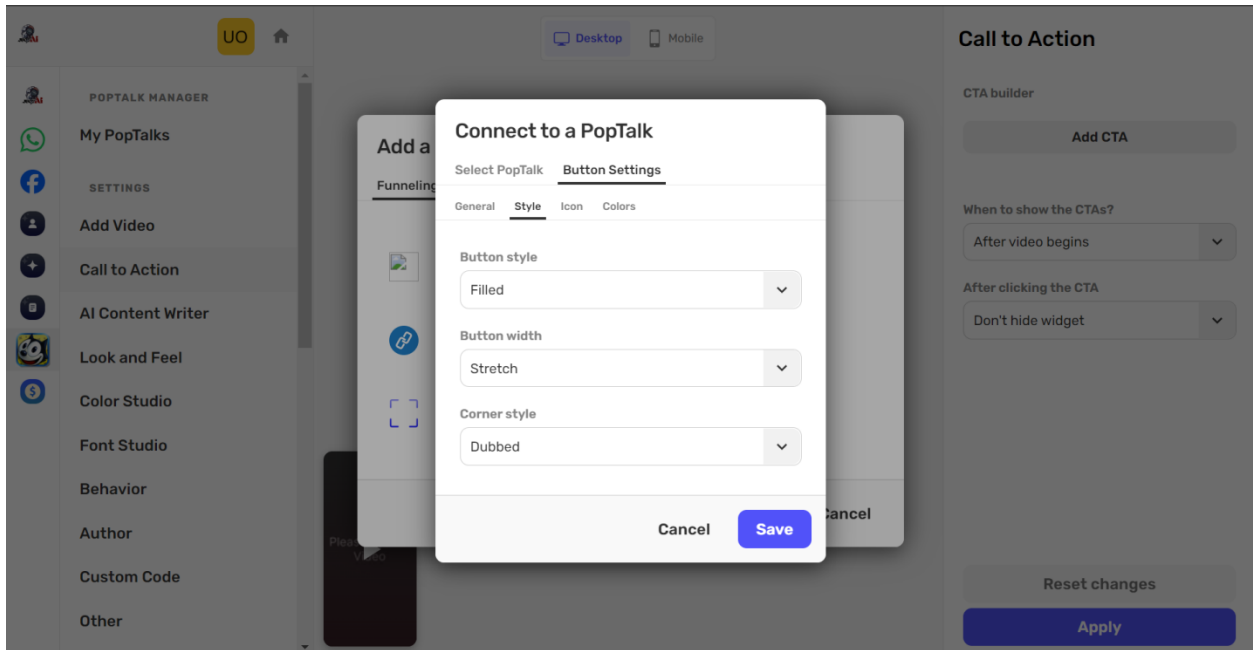 UO
Desktop
Mobile
POPTALK MANAGER
My PopTalks
SETTINGS
Add Video
Call to Action
AI Content Writer
Look and Feel
Color Studio
Font Studio
Behavior
Author
Custom Code
Other
Add a
Funneling
Cancel
Video
Connect to a PopTalk
Select PopTalk
Button Settings
General
Style
Icon
Colors
Button style
Filled
Button width
Stretch
Corner style
Dubbed
Cancel
Save
Call to Action
CTA builder
Add CTA
When to show the CTAs?
After video begins
After clicking the CTA
Don't hide widget
Reset changes
Apply